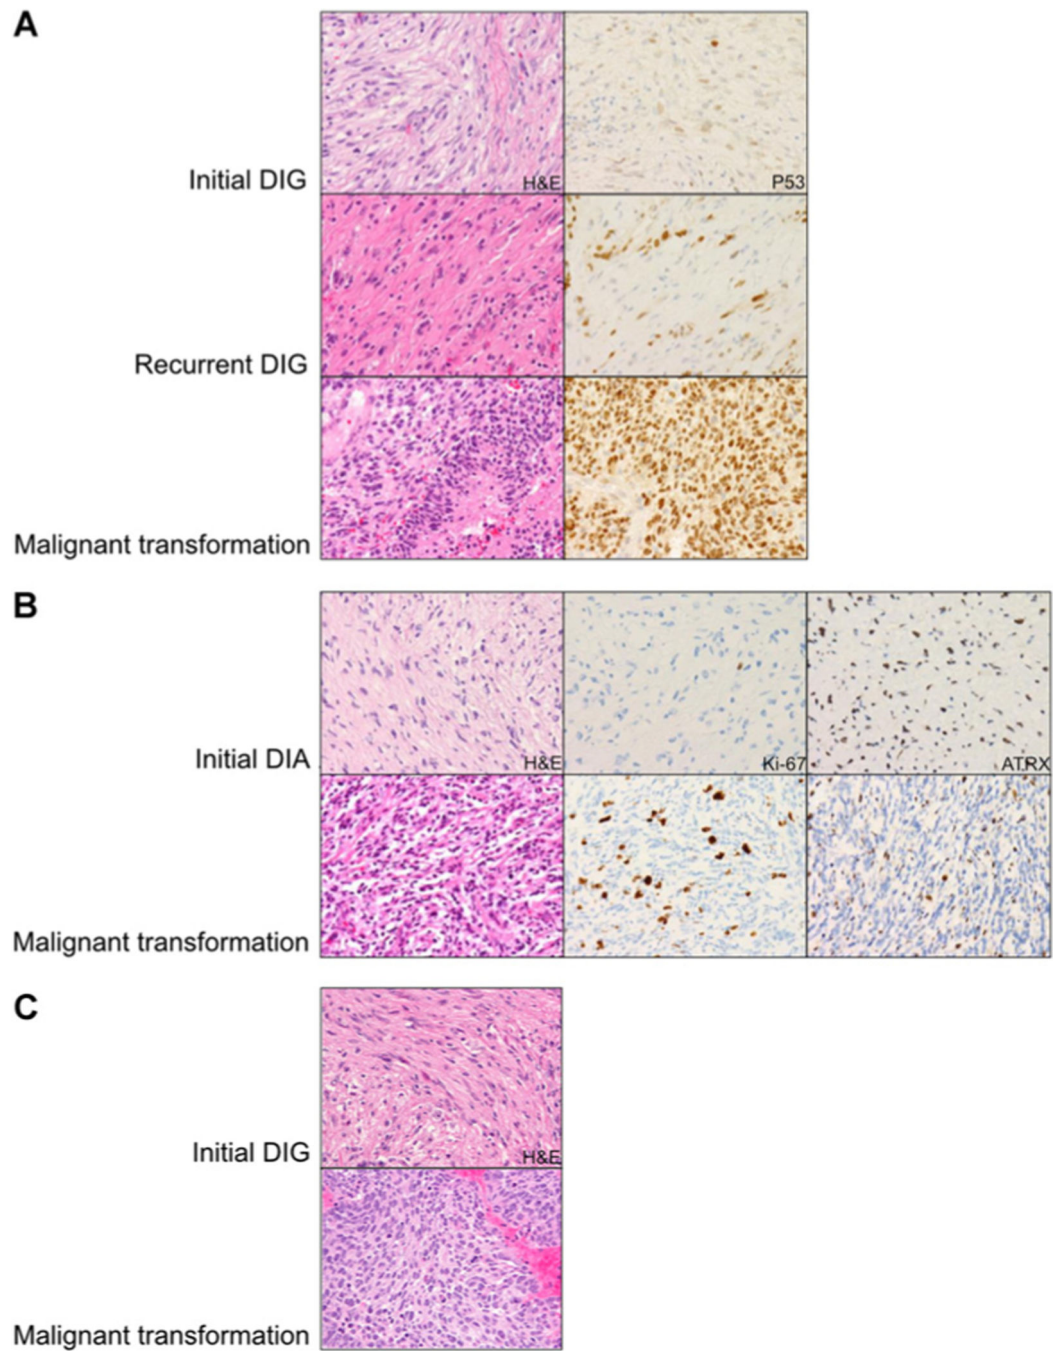 A
Initial DIG
H&E
P53
Recurrent DIG
Malignant transformation
B
Initial DIA
H&E
Ki-67
ATRX
Malignant transformation
C
Initial DIG
H&E
Malignant transformation